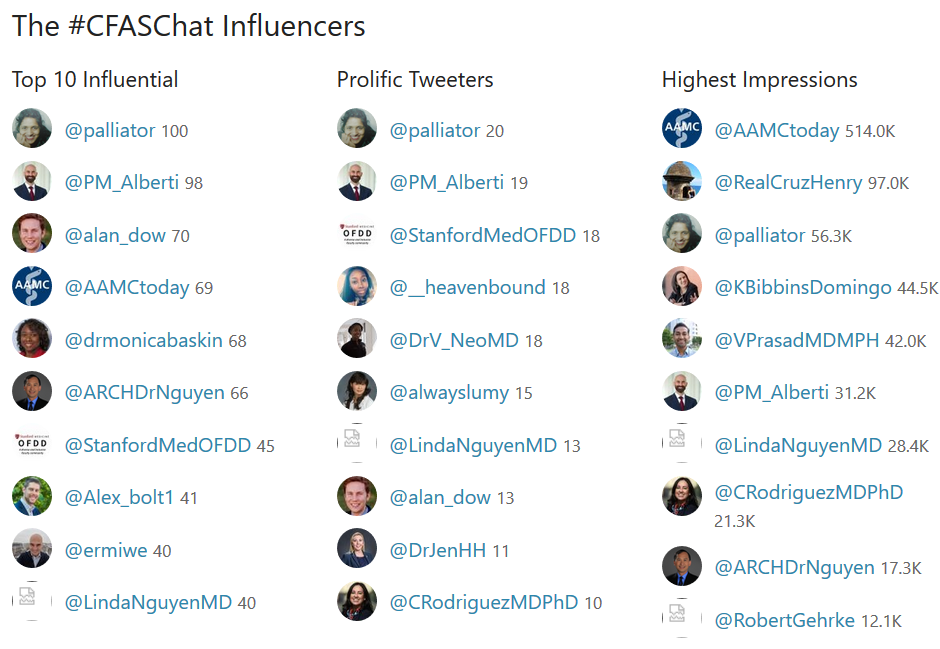 The #CFASChat Influencers
Top 10 Influential
@palliator 100
@PM_Alberti 98
@alan_dow 70
AAMC
@AAMCtoday 69
@drmonicabaskin 68
@ARCHDrNguyen 66
OFDD
@StanfordMedOFDD 45
@Alex_bolt1 41
@ermiwe 40
@LindaNguyenMD 40
Prolific Tweeters
@palliator 20
@PM_Alberti 19
OFDD
@StanfordMedOFDD 18
@__heavenbound 18
@DrV_NeoMD 18
@alwayslumy 15
@LindaNguyenMD 13
@alan_dow 13
@DrJenHH 11
@CRodriguezMDPhD 10
Highest Impressions
AAMC
@AAMCtoday 514.0K
@RealCruzHenry 97.0K
@palliator 56.3K
@KBibbinsDomingo 44.5K
@VPrasadMDMPH 42.0K
@PM_Alberti 31.2K
@LindaNguyenMD 28.4K
@CRodriguezMDPhD
21.3K
@ARCHDrNguyen 17.3K
@RobertGehrke 12.1K